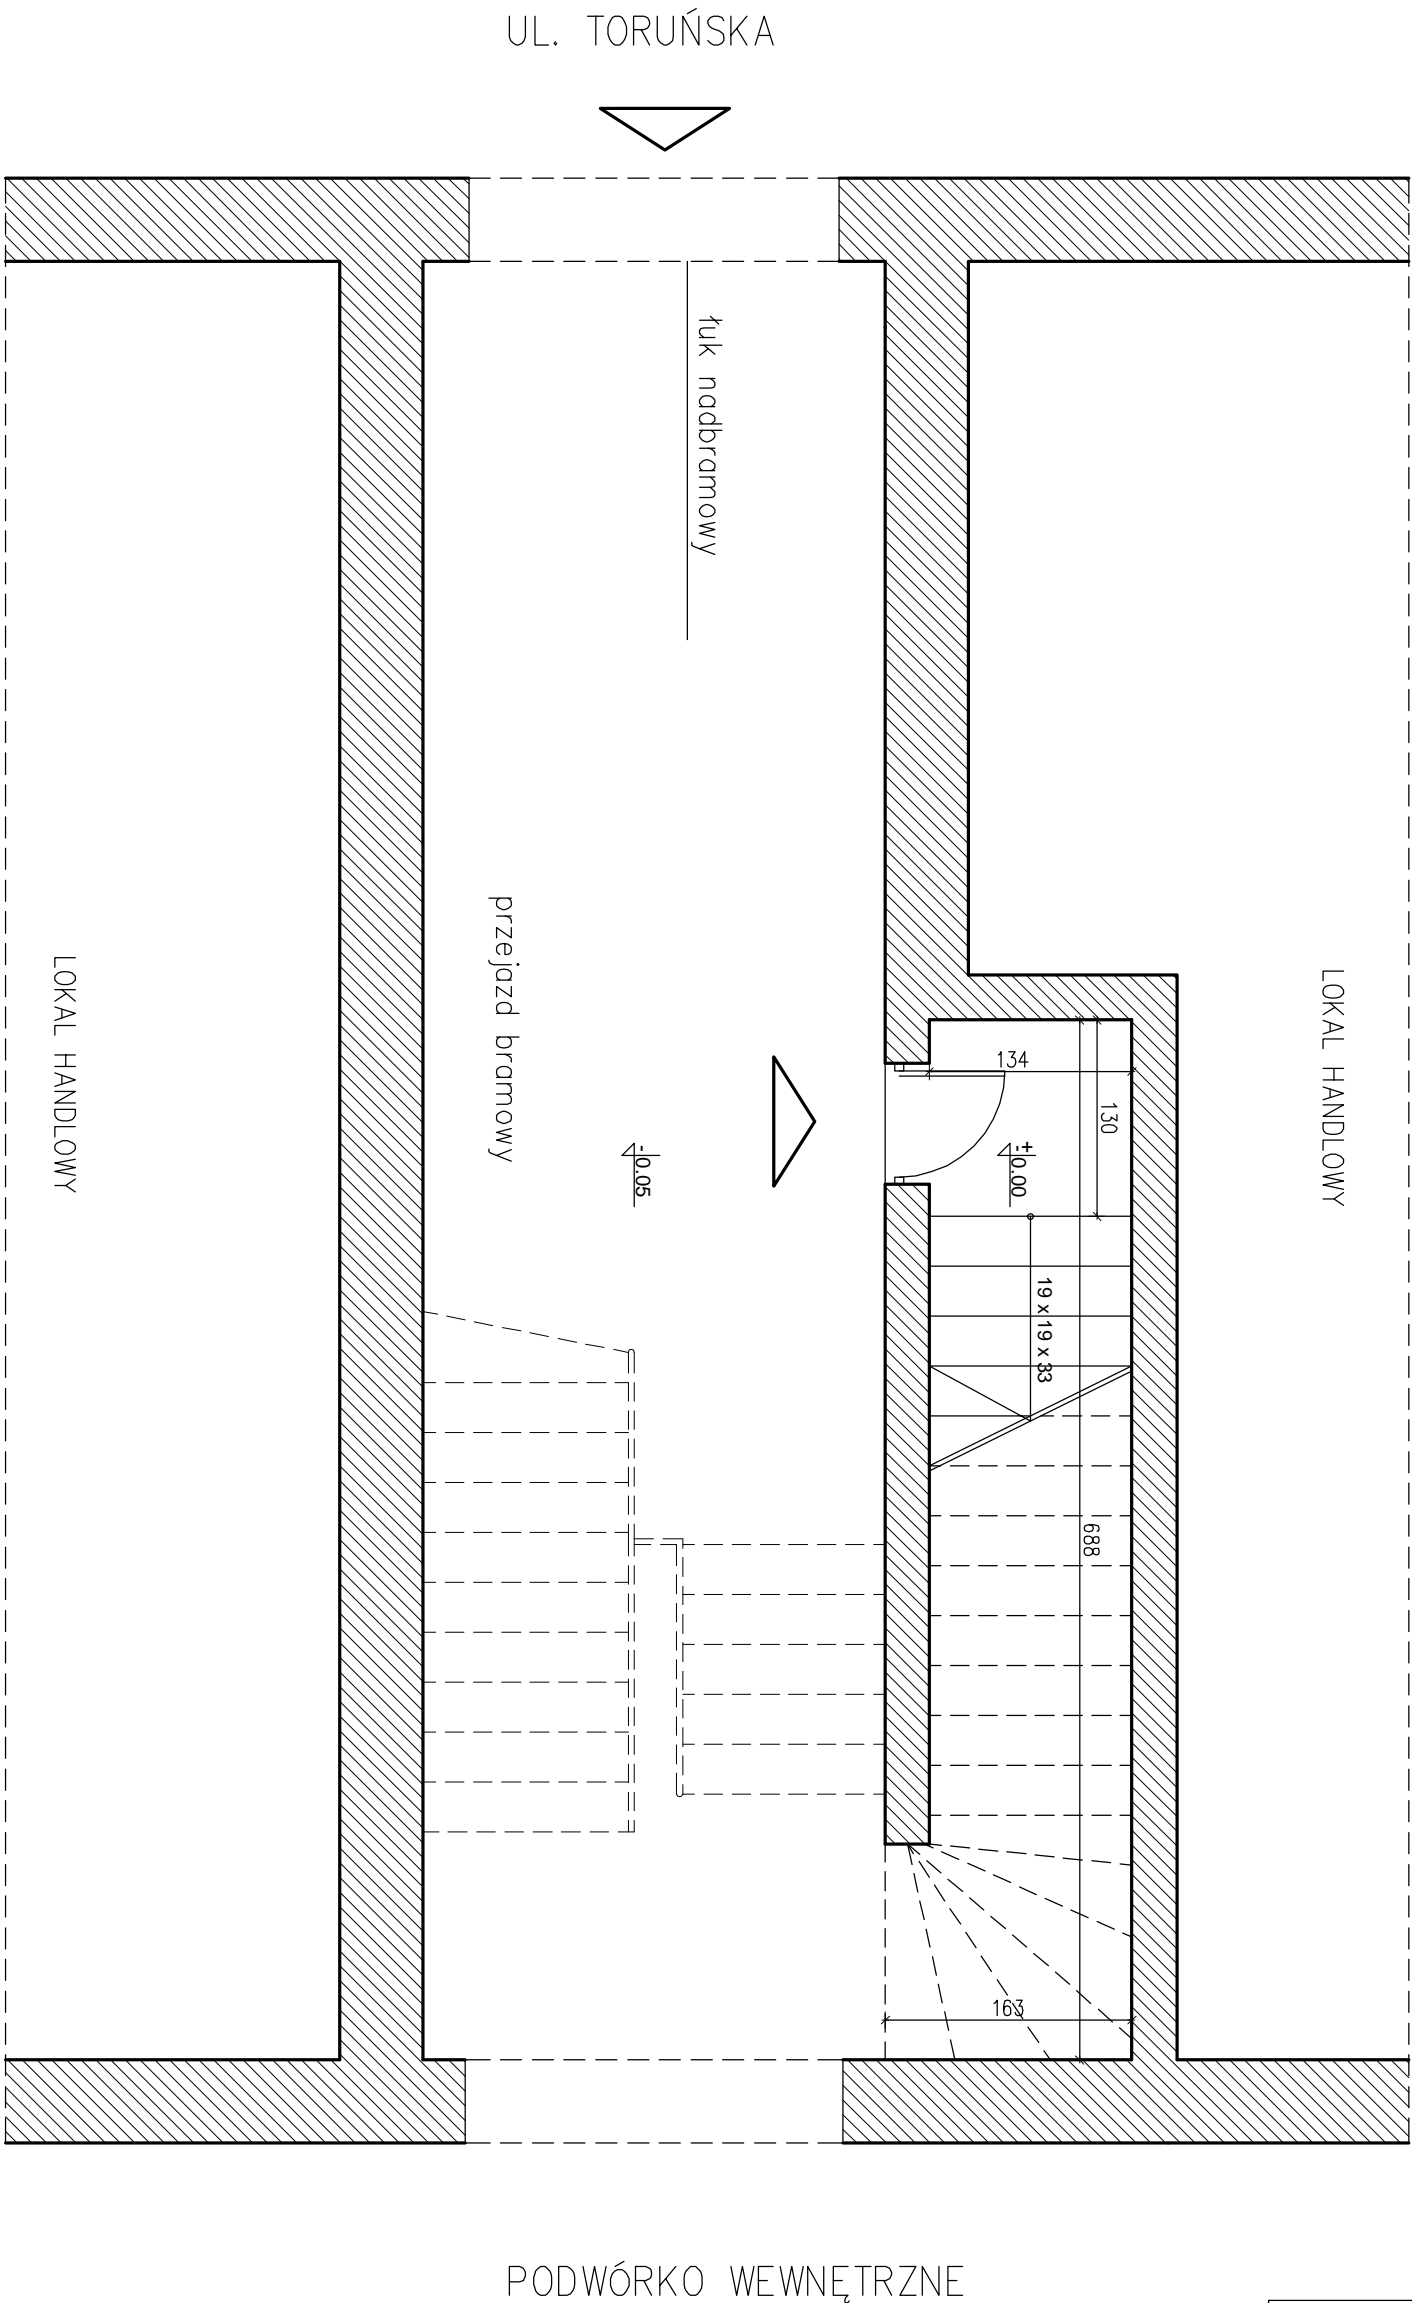 UL. TORUŃSKA
łuk nadbramowy
przejazd bramowy
LOKAL HANDLOWY
LOKAL HANDLOWY
134
130
±0.00
-0.05
19 x 19 x 33
688
163
PODWÓRKO WEWNĘTRZNE